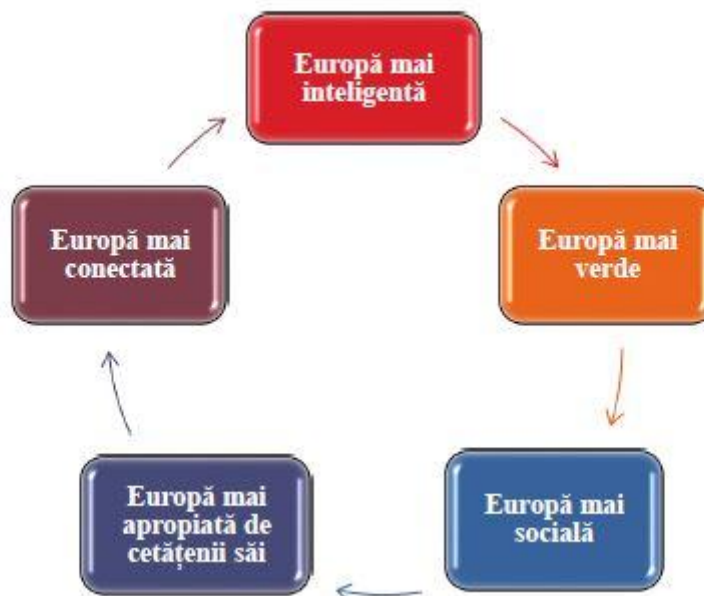 Europă mai
inteligentă
Europă mai
verde
Europă mai
socială
Europă mai
apropiată de
cetățenii săi
Europă mai
conectată